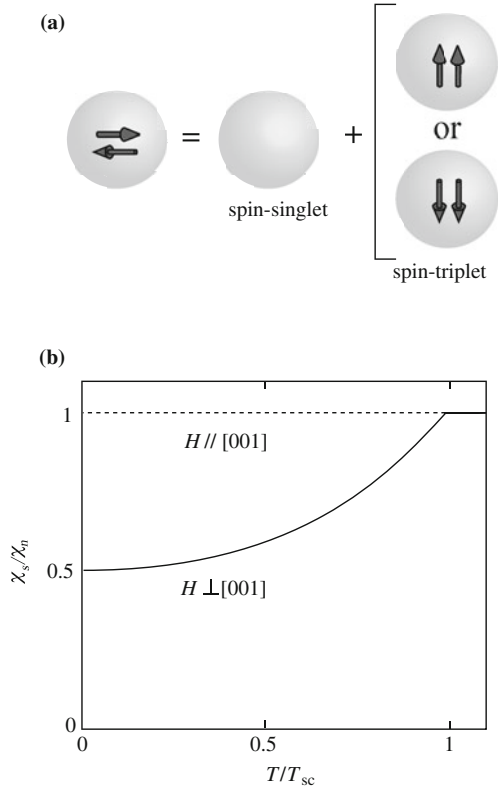 (a)
=
+
or
spin-singlet
spin-triplet
(b)
1
H // [001]
χs/χn
0.5
H ⊥ [001]
0
0
0.5
1
T/Tsc